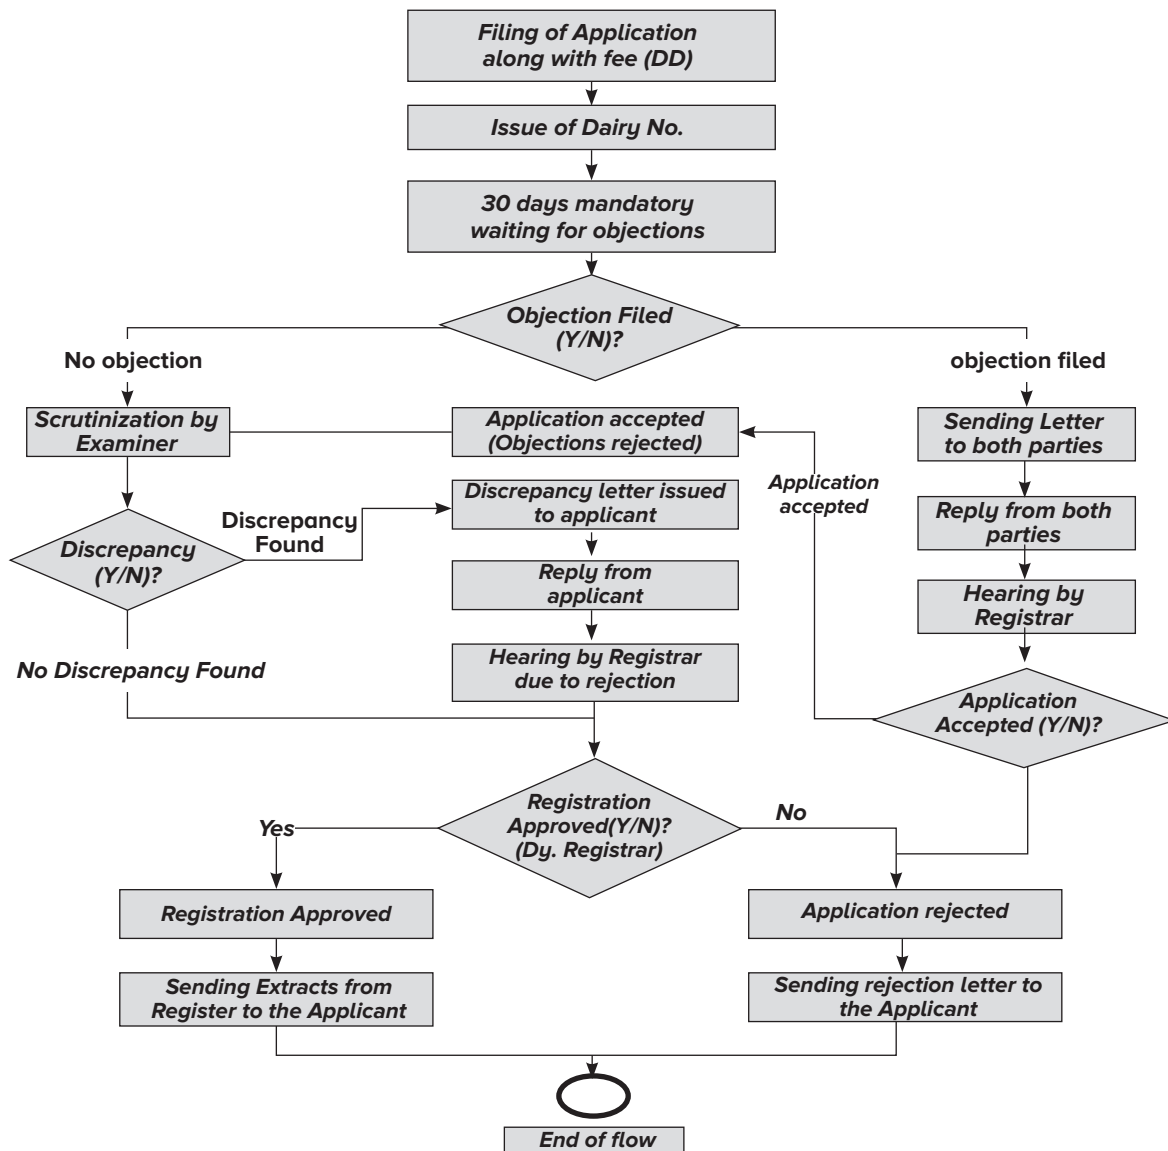 Filing of Application
along with fee (DD)
Issue of Dairy No.
30 days mandatory
waiting for objections
Objection Filed
(Y/N)?
No objection
objection filed
Scrutinization by
Examiner
Application accepted
(Objections rejected)
Sending Letter
to both parties
Application
accepted
Discrepancy letter issued
to applicant
Discrepancy
Found
Reply from both
parties
Discrepancy
(Y/N)?
Reply from
applicant
Hearing by
Registrar
No Discrepancy Found
Hearing by Registrar
due to rejection
Application
Accepted (Y/N)?
Registration
Approved(Y/N)?
(Dy. Registrar)
Yes
No
Registration Approved
Application rejected
Sending Extracts from
Register to the Applicant
Sending rejection letter to
the Applicant
End of flow